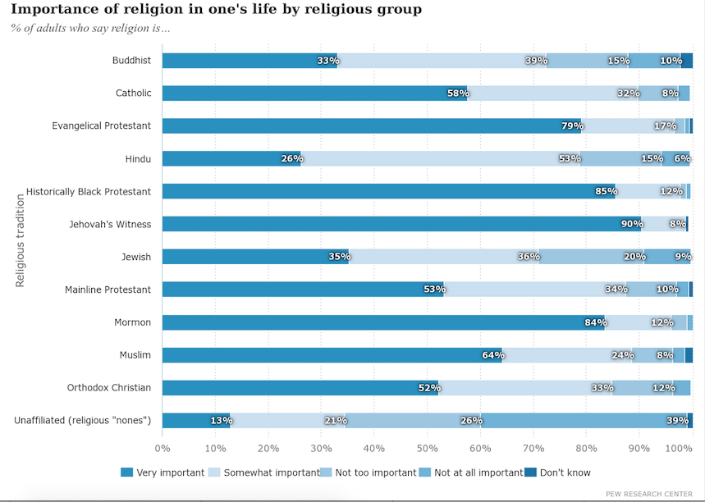 Importance of religion in one's life by religious group
% of adults who say religion is...
Religious tradition
Buddhist 33% 39% 15% 10%
Catholic 58% 32% 8%
Evangelical Protestant 79% 17%
Hindu 26% 53% 15% 6%
Historically Black Protestant 85% 12%
Jehovah's Witness 90% 8%
Jewish 35% 36% 20% 9%
Mainline Protestant 53% 34% 10%
Mormon 84% 12%
Muslim 64% 24% 8%
Orthodox Christian 52% 33% 12%
Unaffiliated (religious "nones") 13% 21% 26% 39%
0% 10% 20% 30% 40% 50% 60% 70% 80% 90% 100%
Very important Somewhat important Not too important Not at all important Don't know
PEW RESEARCH CENTER